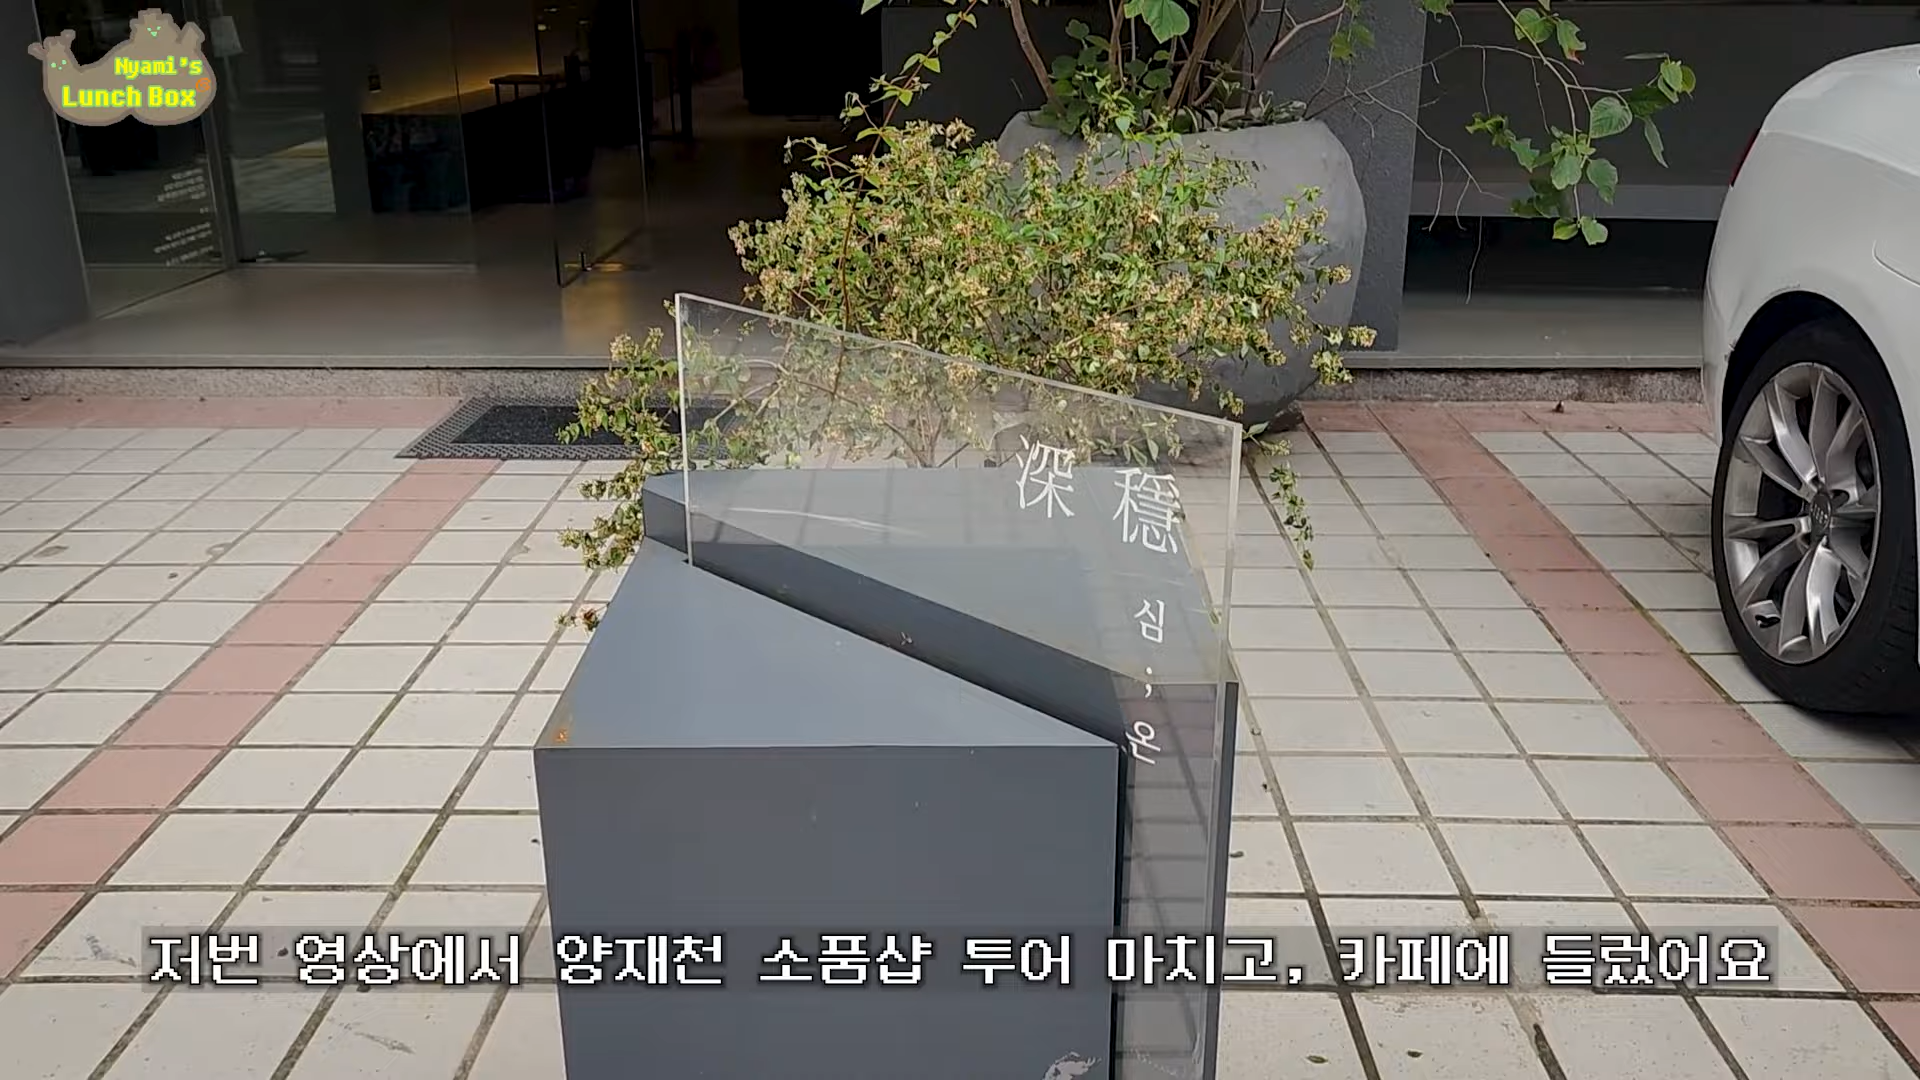 Nyami's
Lunch Box
深 穩
심;온
저번 영상에서 양재천 소품샵 투어 마치고, 카페에 들렀어요